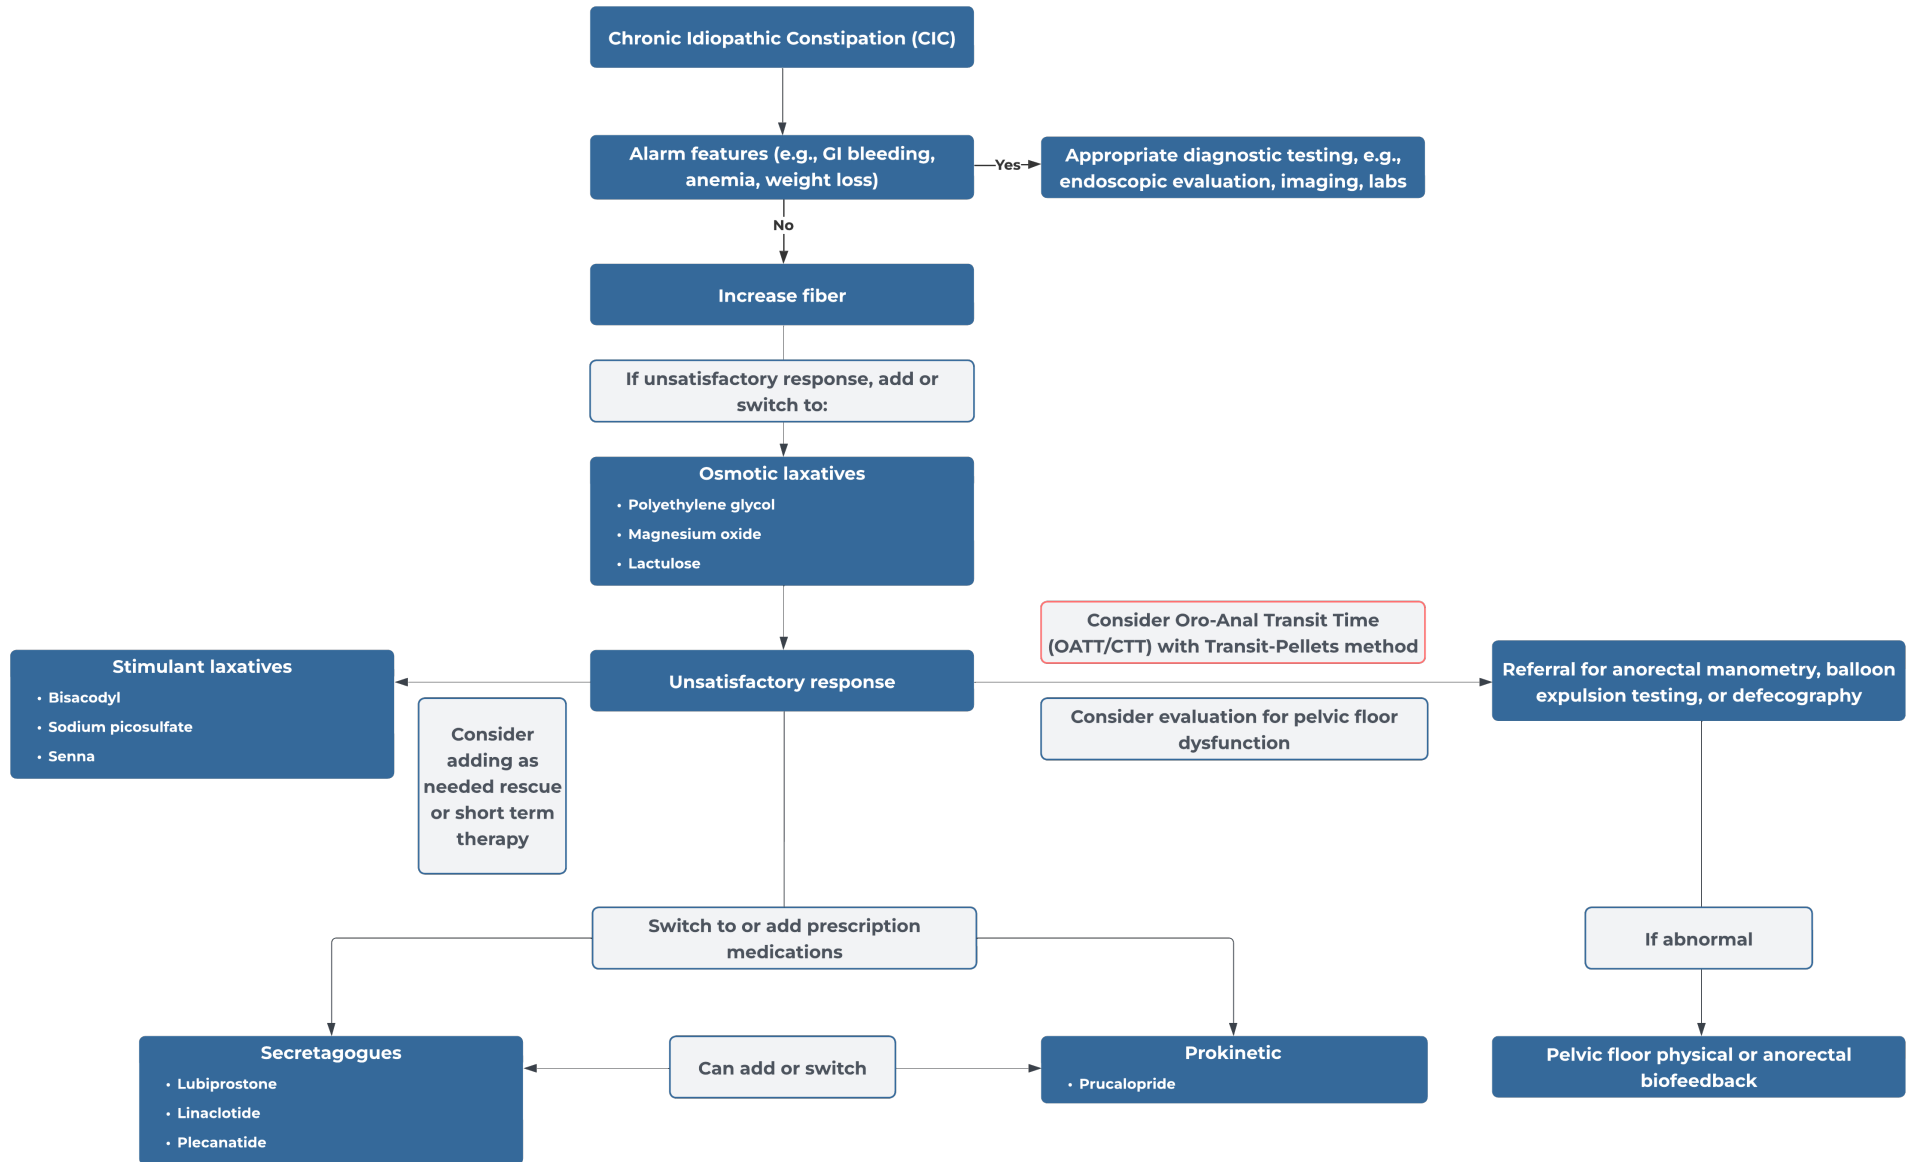 Chronic Idiopathic Constipation (CIC)
Alarm features (e.g., GI bleeding,
anemia, weight loss)
Yes
Appropriate diagnostic testing, e.g.,
endoscopic evaluation, imaging, labs
No
Increase fiber
If unsatisfactory response, add or
switch to:
Osmotic laxatives
• Polyethylene glycol
• Magnesium oxide
• Lactulose
Consider Oro-Anal Transit Time
(OATT/CTT) with Transit-Pellets method
Stimulant laxatives
• Bisacodyl
• Sodium picosulfate
• Senna
Unsatisfactory response
Referral for anorectal manometry, balloon
expulsion testing, or defecography
Consider
adding as
needed rescue
or short term
therapy
Consider evaluation for pelvic floor
dysfunction
Switch to or add prescription
medications
If abnormal
Secretagogues
• Lubiprostone
• Linaclotide
• Plecanatide
Can add or switch
Prokinetic
• Prucalopride
Pelvic floor physical or anorectal
biofeedback